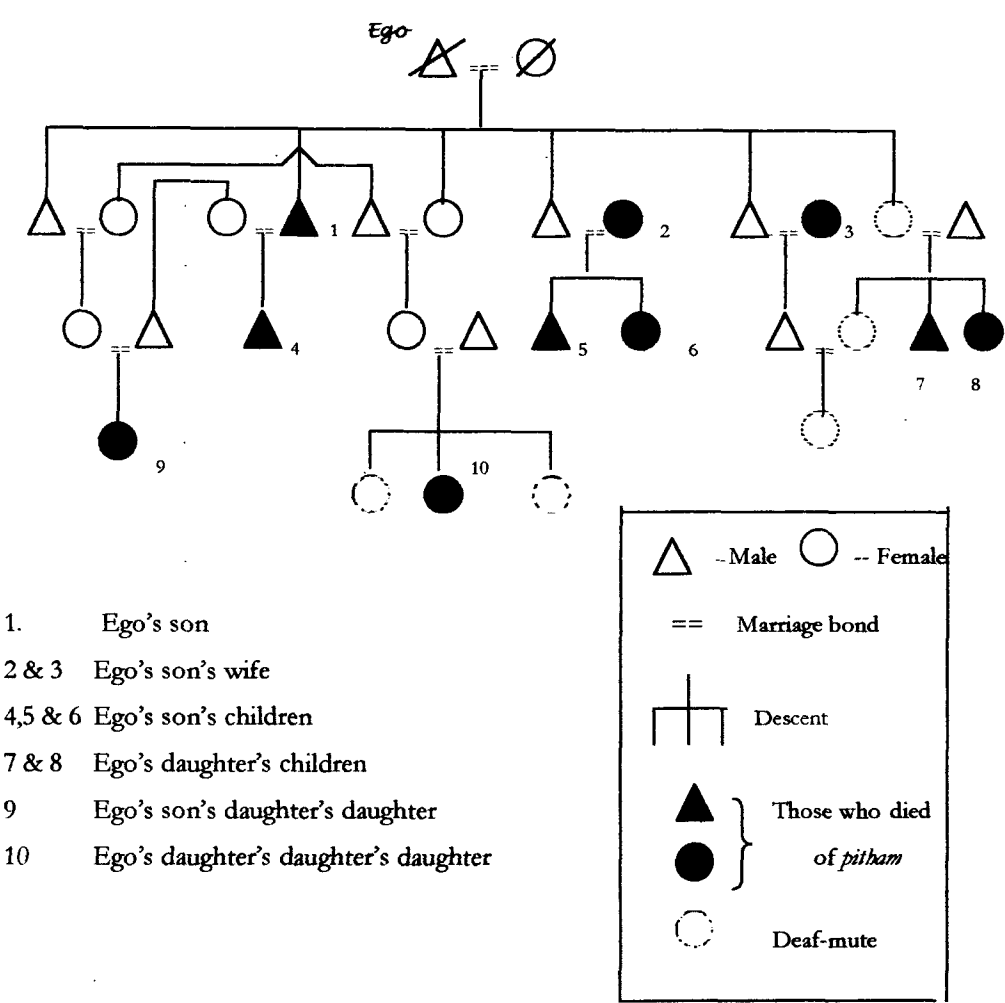 Ego
1
2
3
4
5
6
7
8
9
10
△ -- Male ○ -- Female
== Marriage bond
Descent
Those who died
of pitham
Deaf-mute
1. Ego's son
2 & 3 Ego's son's wife
4,5 & 6 Ego's son's children
7 & 8 Ego's daughter's children
9 Ego's son's daughter's daughter
10 Ego's daughter's daughter's daughter